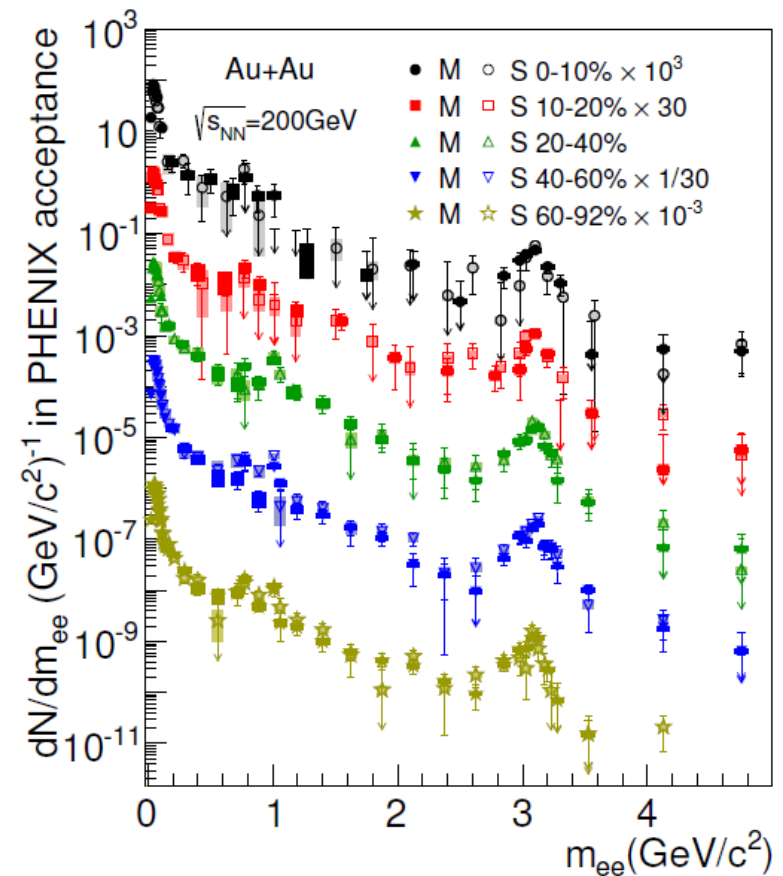 dN/dm_ee (GeV/c²)⁻¹ in PHENIX acceptance
10³
10
10⁻¹
10⁻³
10⁻⁵
10⁻⁷
10⁻⁹
10⁻¹¹
Au+Au
√s_NN=200GeV
M S 0-10% × 10³
M S 10-20% × 30
M S 20-40%
M S 40-60% × 1/30
M S 60-92% × 10⁻³
0 1 2 3 4
m_ee(GeV/c²)